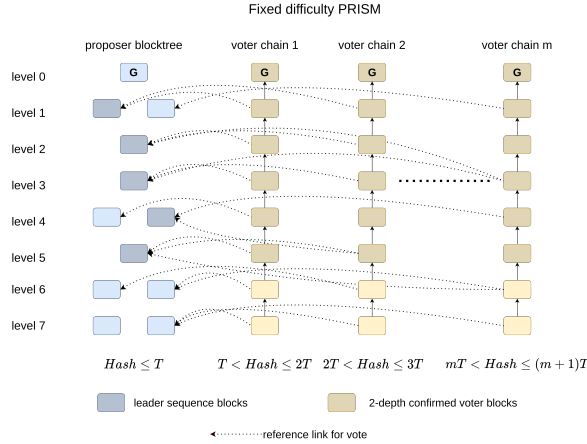 Fixed difficulty PRISM
proposer blocktree voter chain 1 voter chain 2 voter chain m
level 0 G G G G
level 1
level 2
level 3
level 4
level 5
level 6
level 7
Hash ≤ T T < Hash ≤ 2T 2T < Hash ≤ 3T mT < Hash ≤ (m + 1)T
leader sequence blocks 2-depth confirmed voter blocks
reference link for vote